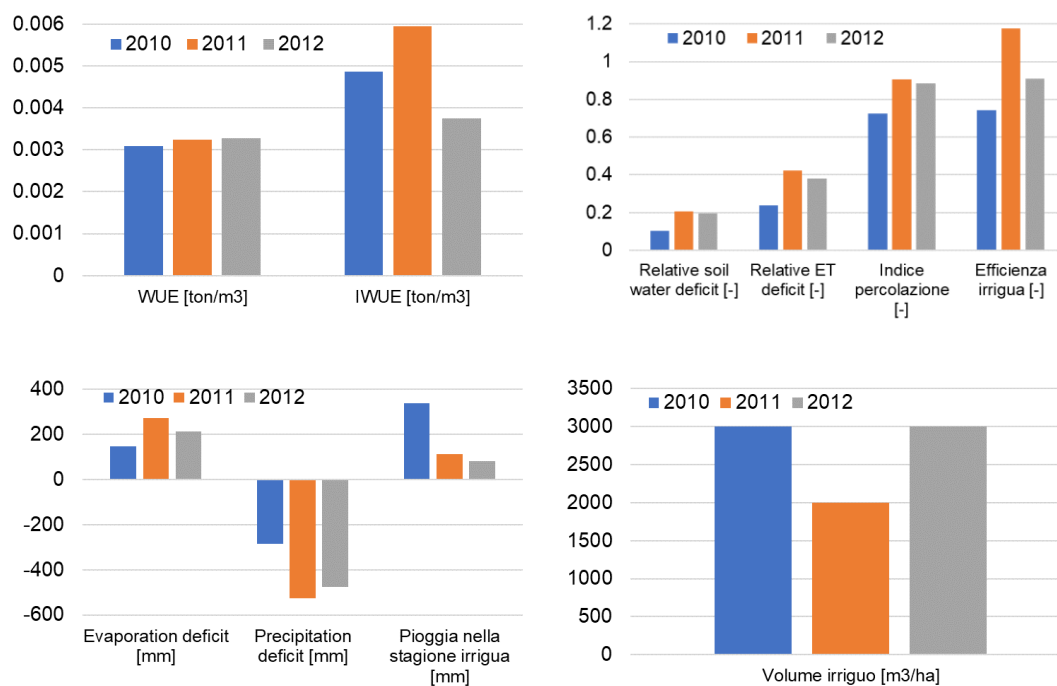 0.006
0.005
0.004
0.003
0.002
0.001
0
2010 2011 2012
WUE [ton/m3] IWUE [ton/m3]
1.2
1
0.8
0.6
0.4
0.2
0
2010 2011 2012
Relative soil
water deficit [-]
Relative ET
deficit [-]
Indice
percolazione
[-]
Efficienza
irrigua [-]
400
200
0
-200
-400
-600
2010 2011 2012
Evaporation deficit
[mm]
Precipitation
deficit [mm]
Pioggia nella
stagione irrigua
[mm]
3500
3000
2500
2000
1500
1000
500
0
2010 2011 2012
Volume irriguo [m3/ha]